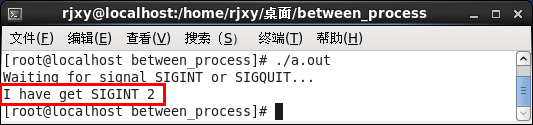 rjxy@localhost:/home/rjxy/桌面/between_process
文件(F) 编辑(E) 查看(V) 搜索(S) 终端(T) 帮助(H)
[root@localhost between_process]# ./a.out
Waiting for signal SIGINT or SIGQUIT...
I have get SIGINT 2
[root@localhost between_process]#